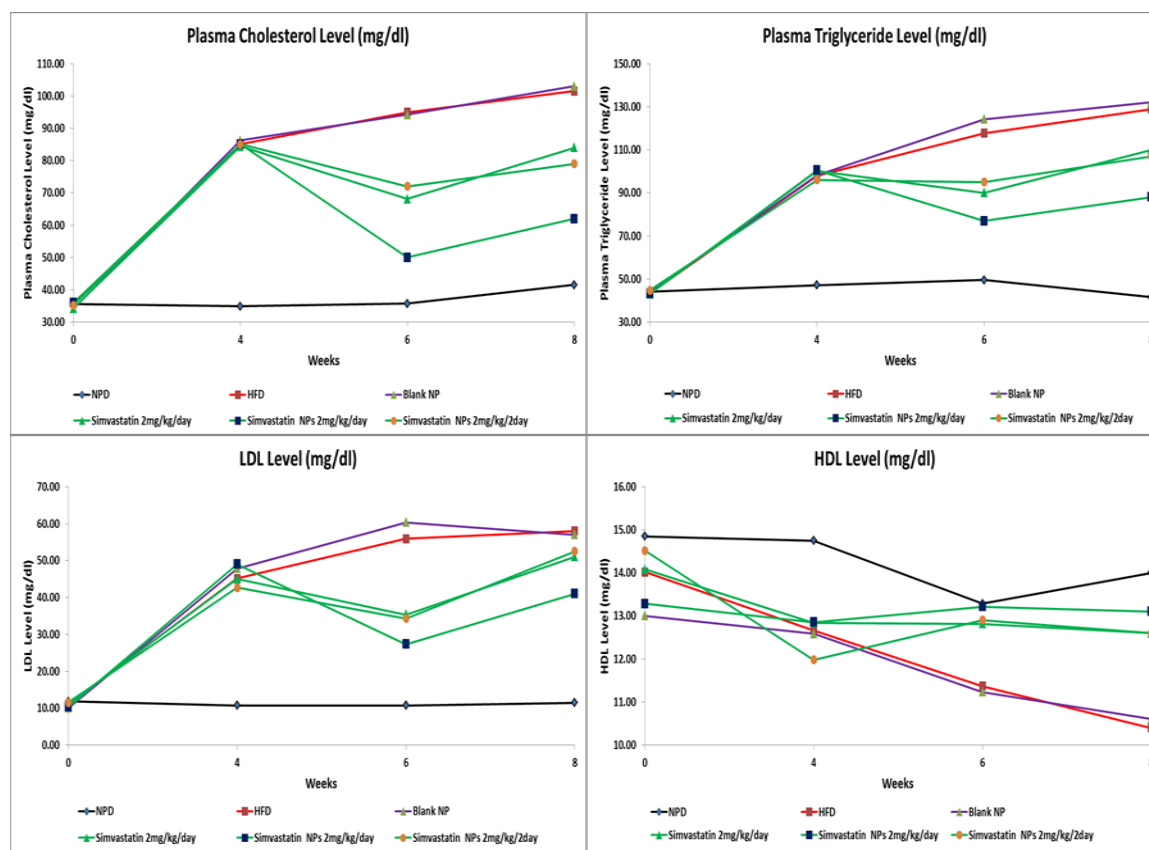 Plasma Cholesterol Level (mg/dl)
Plasma Cholesterol Level (mg/dl)
110.00
100.00
90.00
80.00
70.00
60.00
50.00
40.00
30.00
0
4
6
8
Weeks
NPD
HFD
Blank NP
Simvastatin 2mg/kg/day
Simvastatin NPs 2mg/kg/day
Simvastatin NPs 2mg/kg/2day
Plasma Triglyceride Level (mg/dl)
Plasma Triglyceride Level (mg/dl)
150.00
130.00
110.00
90.00
70.00
50.00
30.00
0
4
6
Weeks
NPD
HFD
Blank NP
Simvastatin 2mg/kg/day
Simvastatin NPs 2mg/kg/day
Simvastatin NPs 2mg/kg/2day
LDL Level (mg/dl)
LDL Level (mg/dl)
70.00
60.00
50.00
40.00
30.00
20.00
10.00
0.00
0
4
6
8
Weeks
NPD
HFD
Blank NP
Simvastatin 2mg/kg/day
Simvastatin NPs 2mg/kg/day
Simvastatin NPs 2mg/kg/2day
HDL Level (mg/dl)
HDL Level (mg/dl)
16.00
15.00
14.00
13.00
12.00
11.00
10.00
0
4
6
Weeks
NPD
HFD
Blank NP
Simvastatin 2mg/kg/day
Simvastatin NPs 2mg/kg/day
Simvastatin NPs 2mg/kg/2day